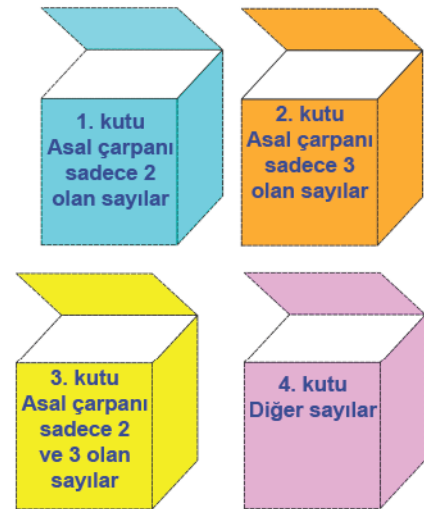 1. kutu
Asal çarpanı
sadece 2
olan sayılar
2. kutu
Asal çarpanı
sadece 3
olan sayılar
3. kutu
Asal çarpanı
sadece 2
ve 3 olan
sayılar
4. kutu
Diğer sayılar